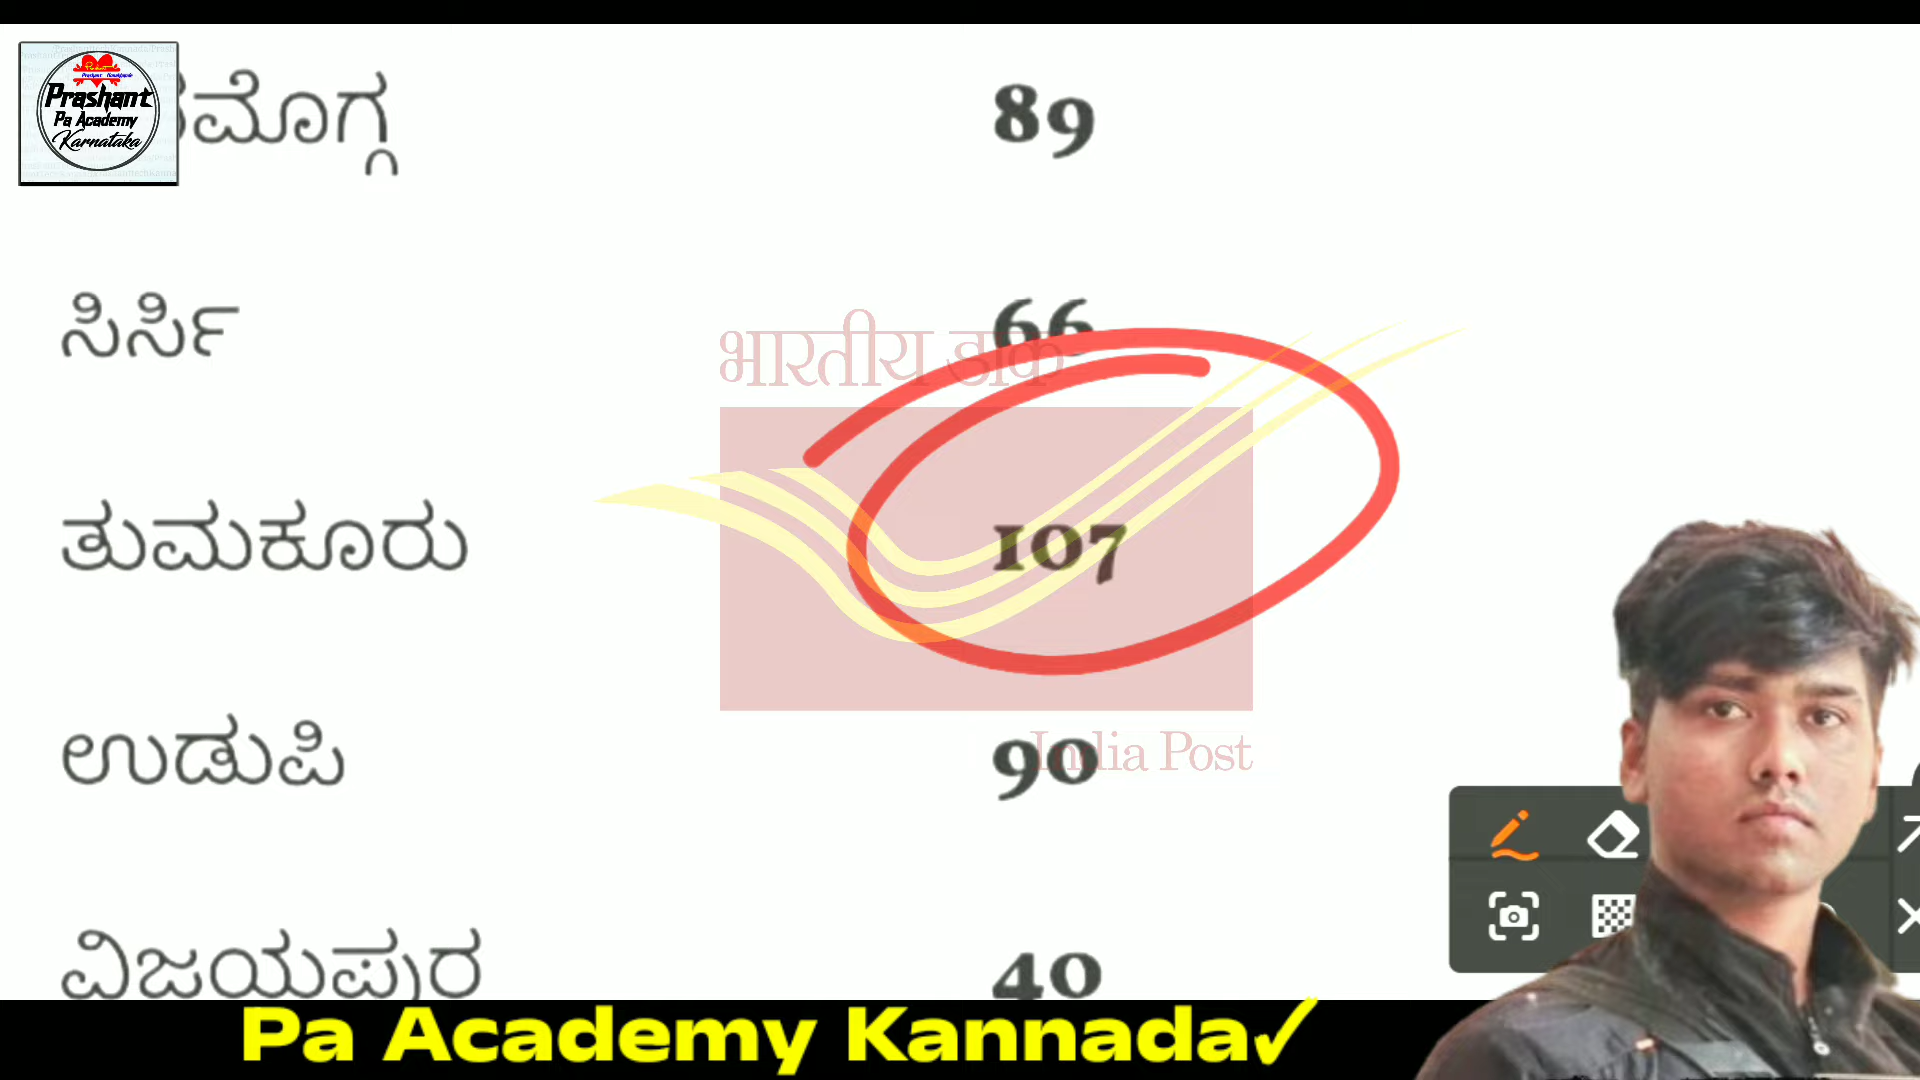 Prashant
Pa Academy
Karnataka
ಮೊಗ್ಗ 89
ಸಿರ್ಸಿ 66
भारतीय डाक
ತುಮಕೂರು 107
ಉಡುಪಿ 90
India Post
ವಿಜಯಪುರ 40
Pa Academy Kannada✓